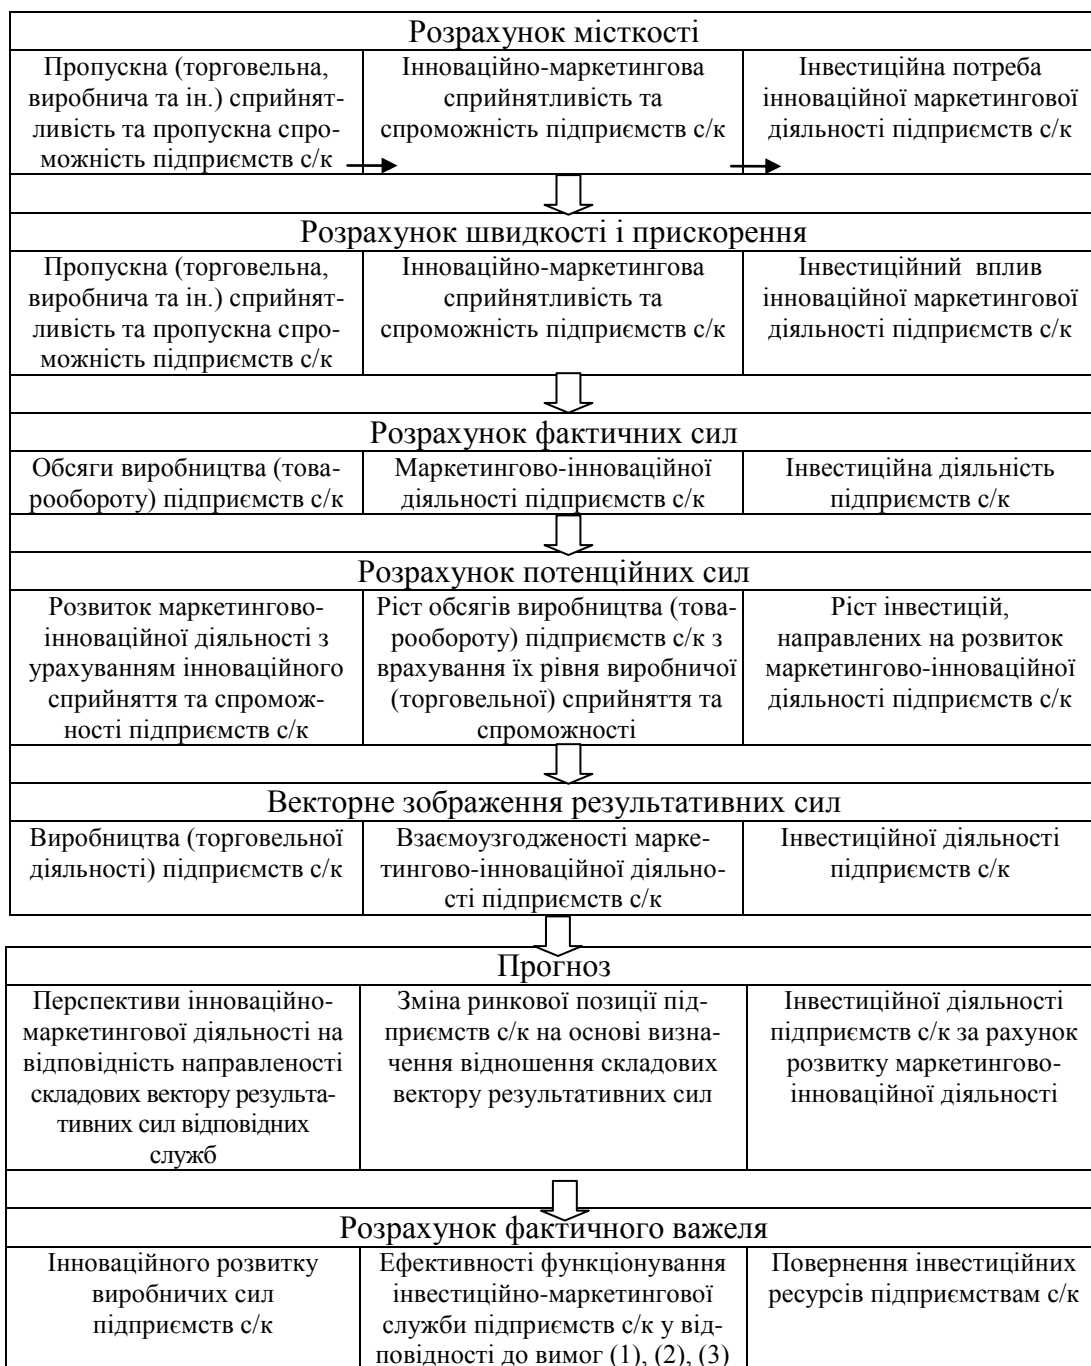 Розрахунок місткості
Пропускна (торговельна,
виробнича та ін.) сприйнят-
ливість та пропускна спро-
можність підприємств с/к
Інноваційно-маркетингова
сприйнятливість та
спроможність підприємств с/к
Інвестиційна потреба
інноваційної маркетингової
діяльності підприємств с/к
Розрахунок швидкості і прискорення
Пропускна (торговельна,
виробнича та ін.) сприйнят-
ливість та пропускна спро-
можність підприємств с/к
Інноваційно-маркетингова
сприйнятливість та
спроможність підприємств с/к
Інвестиційний вплив
інноваційної маркетингової
діяльності підприємств с/к
Розрахунок фактичних сил
Обсяги виробництва (това-
рообороту) підприємств с/к
Маркетингово-інноваційної
діяльності підприємств с/к
Інвестиційна діяльність
підприємств с/к
Розрахунок потенційних сил
Розвиток маркетингово-
інноваційної діяльності з
урахуванням інноваційного
сприйняття та спромож-
ності підприємств с/к
Ріст обсягів виробництва (това-
рообороту) підприємств с/к з
врахування їх рівня виробничої
(торговельної) сприйняття та
спроможності
Ріст інвестицій,
направлених на розвиток
маркетингово-інноваційної
діяльності підприємств с/к
Векторне зображення результативних сил
Виробництва (торговельної
діяльності) підприємств с/к
Взаємоузгодженості марке-
тингово-інноваційної діяльно-
сті підприємств с/к
Інвестиційної діяльності
підприємств с/к
Прогноз
Перспективи інноваційно-
маркетингової діяльності на
відповідність направленості
складових вектору результа-
тивних сил відповідних
служб
Зміна ринкової позиції під-
приємств с/к на основі визна-
чення відношення складових
вектору результативних сил
Інвестиційної діяльності
підприємств с/к за рахунок
розвитку маркетингово-
інноваційної діяльності
Розрахунок фактичного важеля
Інноваційного розвитку
виробничих сил
підприємств с/к
Ефективності функціонування
інвестиційно-маркетингової
служби підприємств с/к у від-
повідності до вимог (1), (2), (3)
Повернення інвестиційних
ресурсів підприємствам с/к